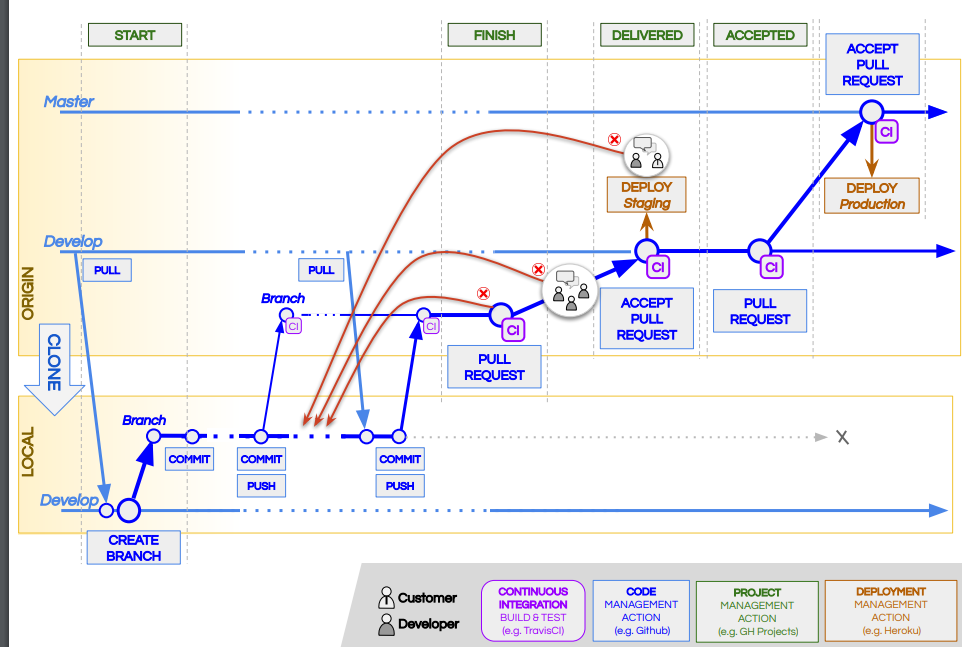 START
FINISH
DELIVERED
ACCEPTED
ACCEPT
PULL
REQUEST
Master
CI
DEPLOY
Staging
DEPLOY
Production
Develop
PULL
PULL
CI
CI
ORIGIN
Branch
CI
CI
CI
ACCEPT
PULL
REQUEST
PULL
REQUEST
PULL
REQUEST
CLONE
LOCAL
Branch
X
COMMIT
COMMIT
COMMIT
PUSH
PUSH
Develop
CREATE
BRANCH
Customer
Developer
CONTINUOUS
INTEGRATION
BUILD & TEST
(e.g. TravisCI)
CODE
MANAGEMENT
ACTION
(e.g. Github)
PROJECT
MANAGEMENT
ACTION
(e.g. GH Projects)
DEPLOYMENT
MANAGEMENT
ACTION
(e.g. Heroku)